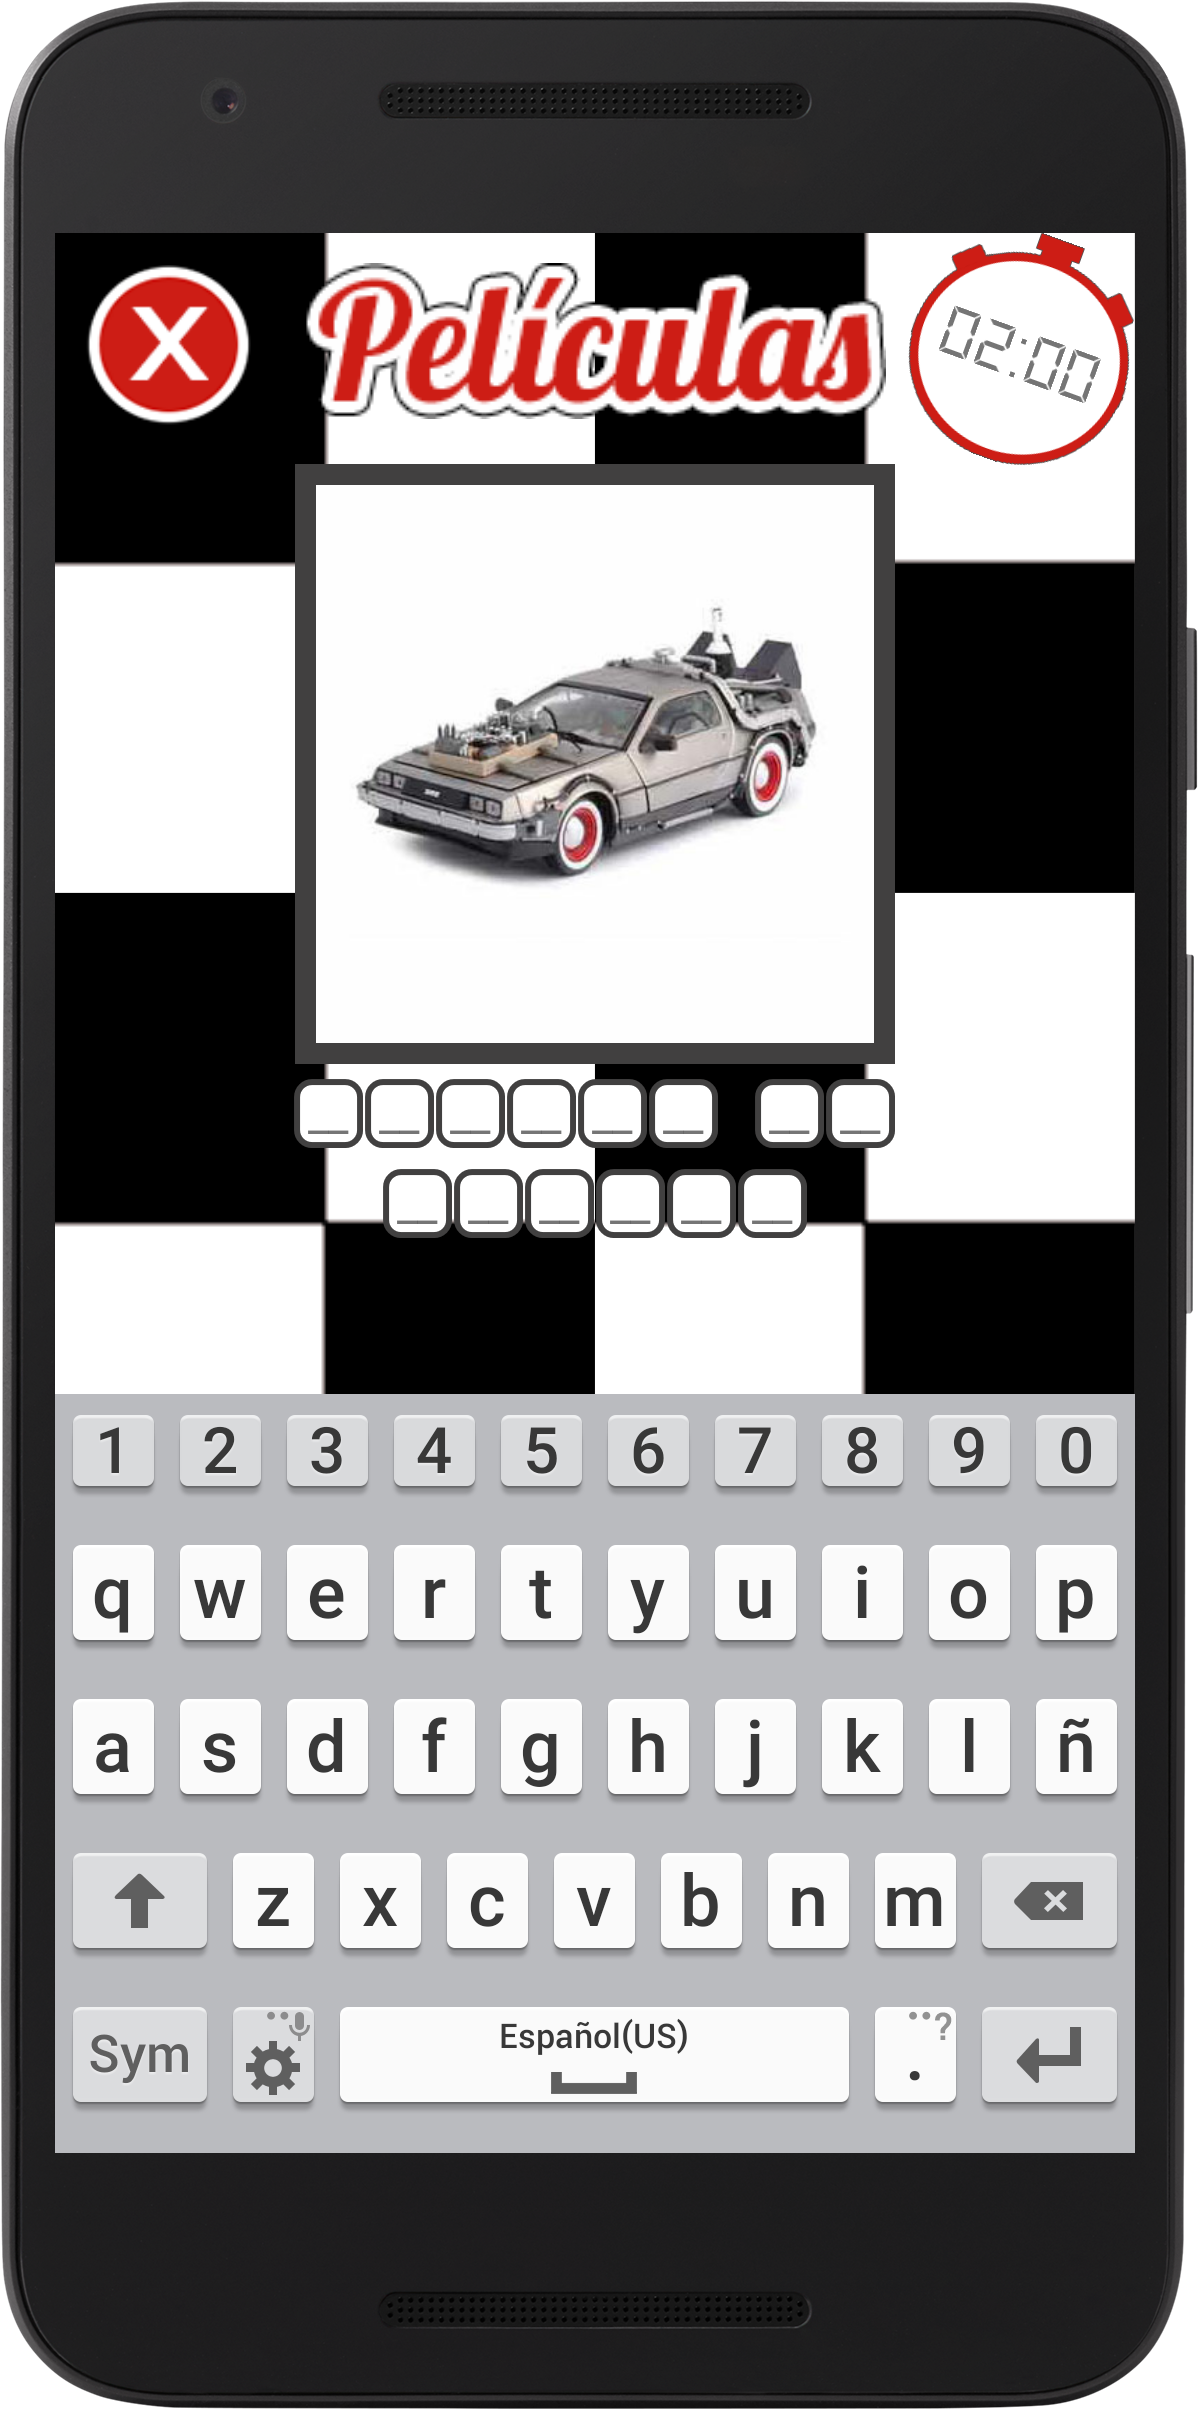 X Películas 02:00
_ _ _ _ _ _ _ _
_ _ _ _ _ _
1 2 3 4 5 6 7 8 9 0
q w e r t y u i o p
a s d f g h j k l ñ
z x c v b n m
Sym Español(US) . ?